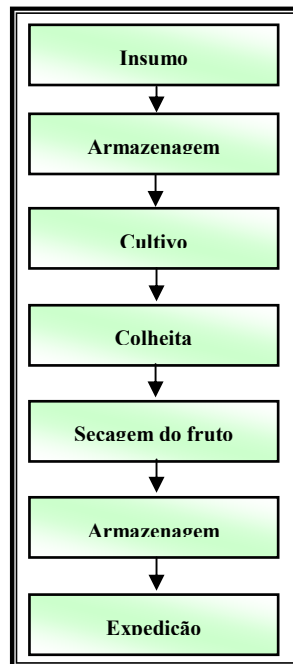 Insumo
Armazenagem
Cultivo
Colheita
Secagem do fruto
Armazenagem
Expedição